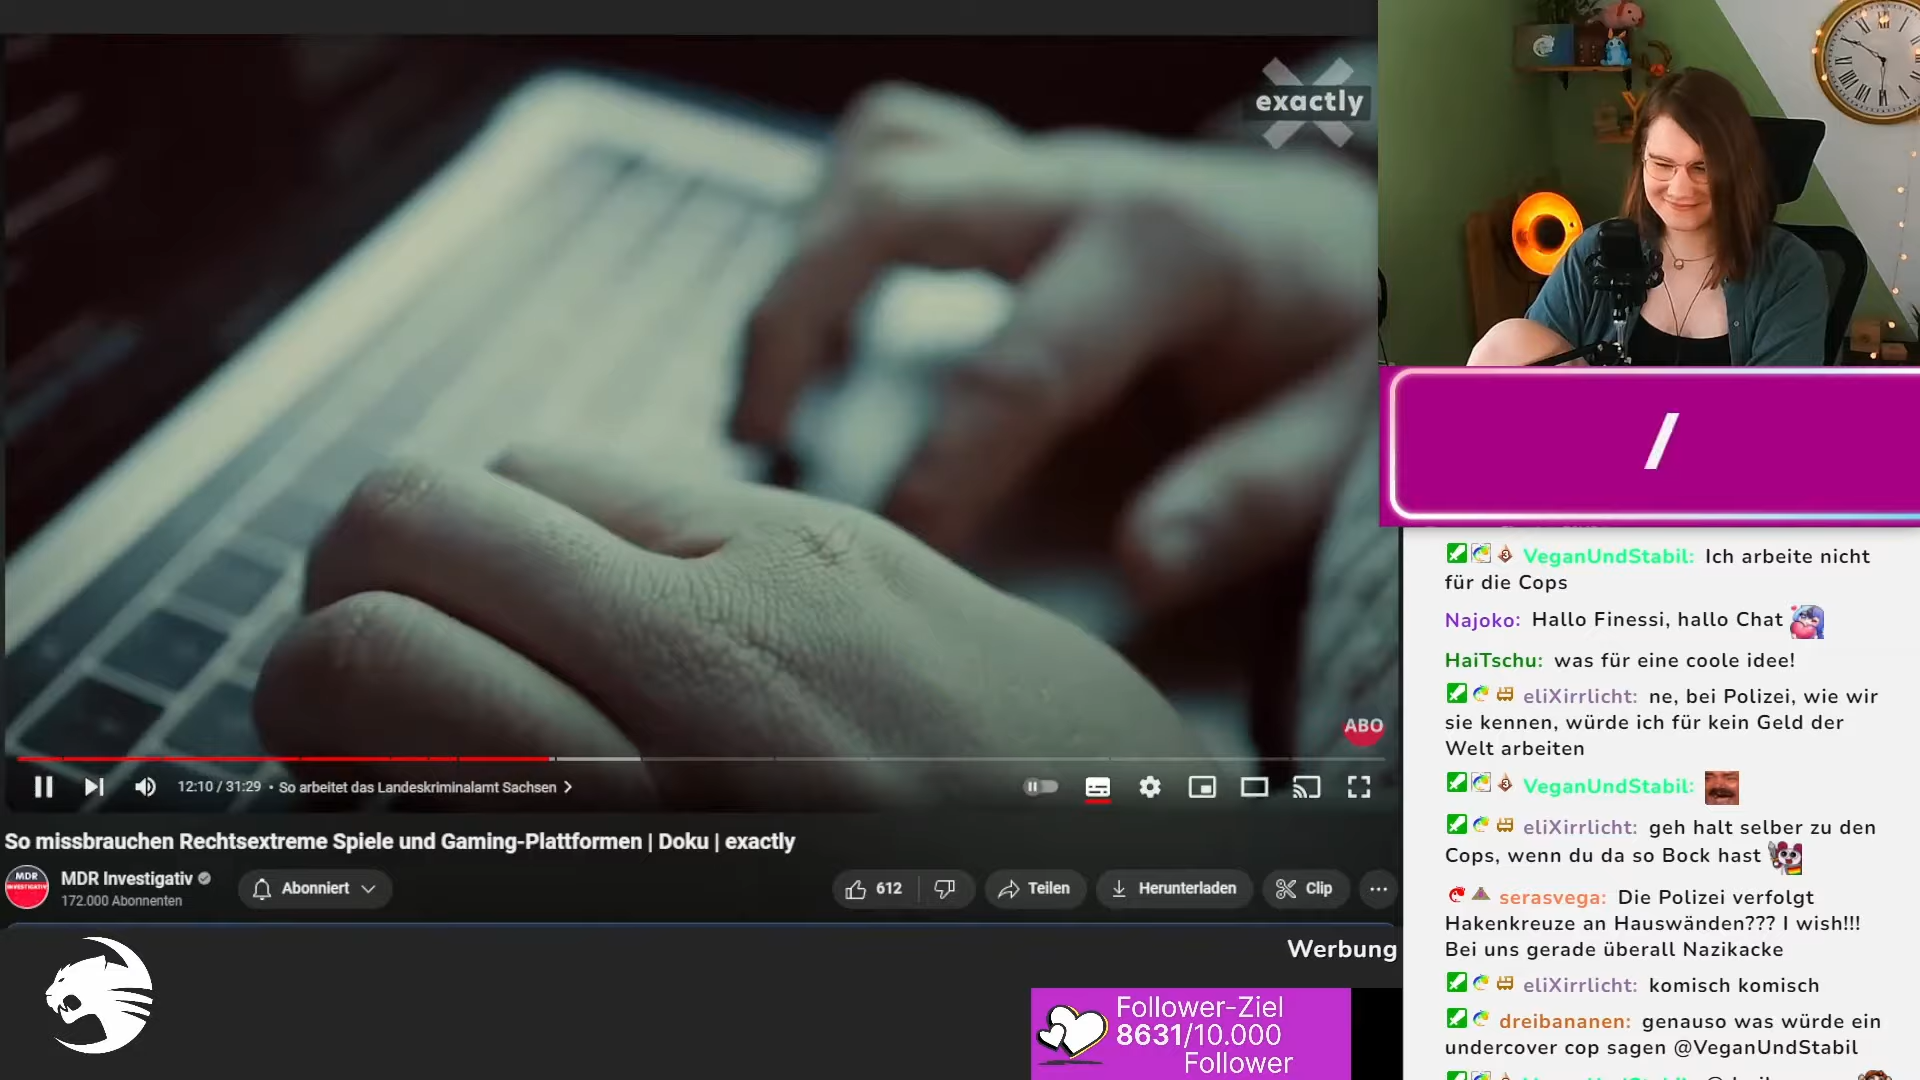 exactly
ABO
12:10 / 31:29 • So arbeitet das Landeskriminalamt Sachsen
So missbrauchen Rechtsextreme Spiele und Gaming-Plattformen | Doku | exactly
MDR
INVESTIGATIV
MDR Investigativ
172.000 Abonnenten
Abonniert
612
Teilen
Herunterladen
Clip
Werbung
Follower-Ziel
8631/10.000
Follower
/
VeganUndStabil: Ich arbeite nicht
für die Cops
Najoko: Hallo Finessi, hallo Chat
HaiTschu: was für eine coole idee!
eliXirrlicht: ne, bei Polizei, wie wir
sie kennen, würde ich für kein Geld der
Welt arbeiten
VeganUndStabil:
eliXirrlicht: geh halt selber zu den
Cops, wenn du da so Bock hast
serasvega: Die Polizei verfolgt
Hakenkreuze an Hauswänden??? I wish!!!
Bei uns gerade überall Nazikacke
eliXirrlicht: komisch komisch
dreibananen: genauso was würde ein
undercover cop sagen @VeganUndStabil